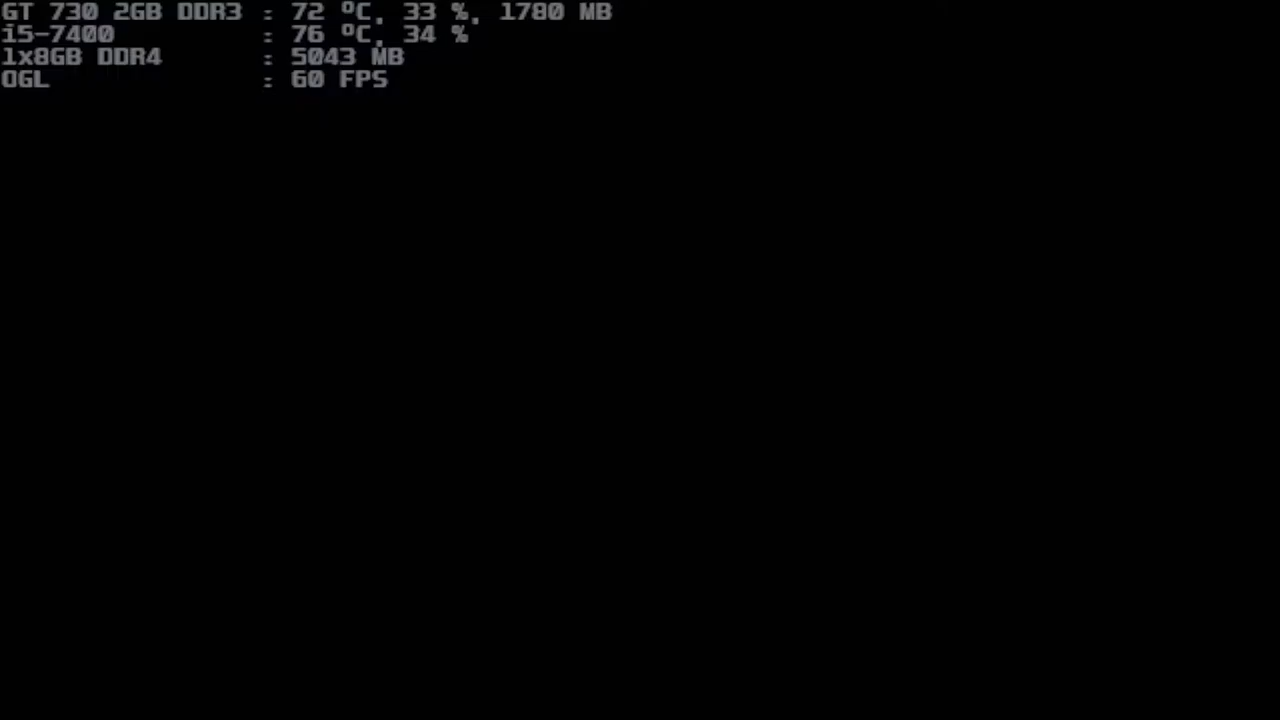 GT 730 2GB DDR3 : 72 ºC, 33 %, 1780 MB
i5-7400 : 76 ºC, 34 %
1x8GB DDR4 : 5043 MB
OGL : 60 FPS